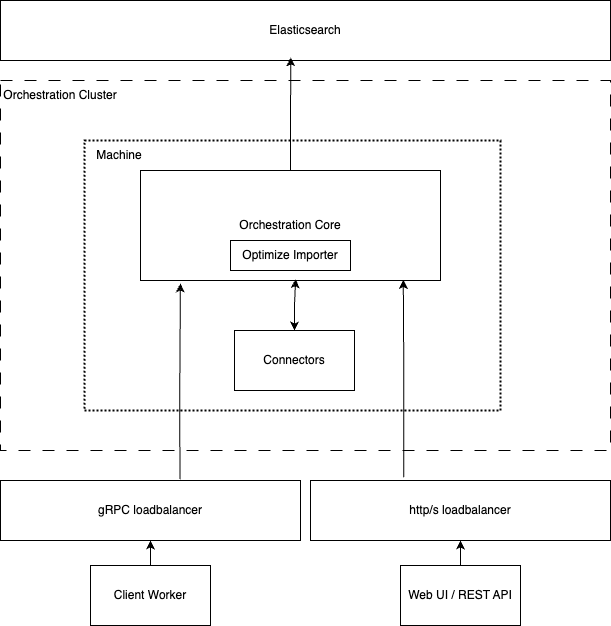 Elasticsearch
Orchestration Cluster
Machine
Orchestration Core
Optimize Importer
Connectors
gRPC loadbalancer
http/s loadbalancer
Client Worker
Web UI / REST API